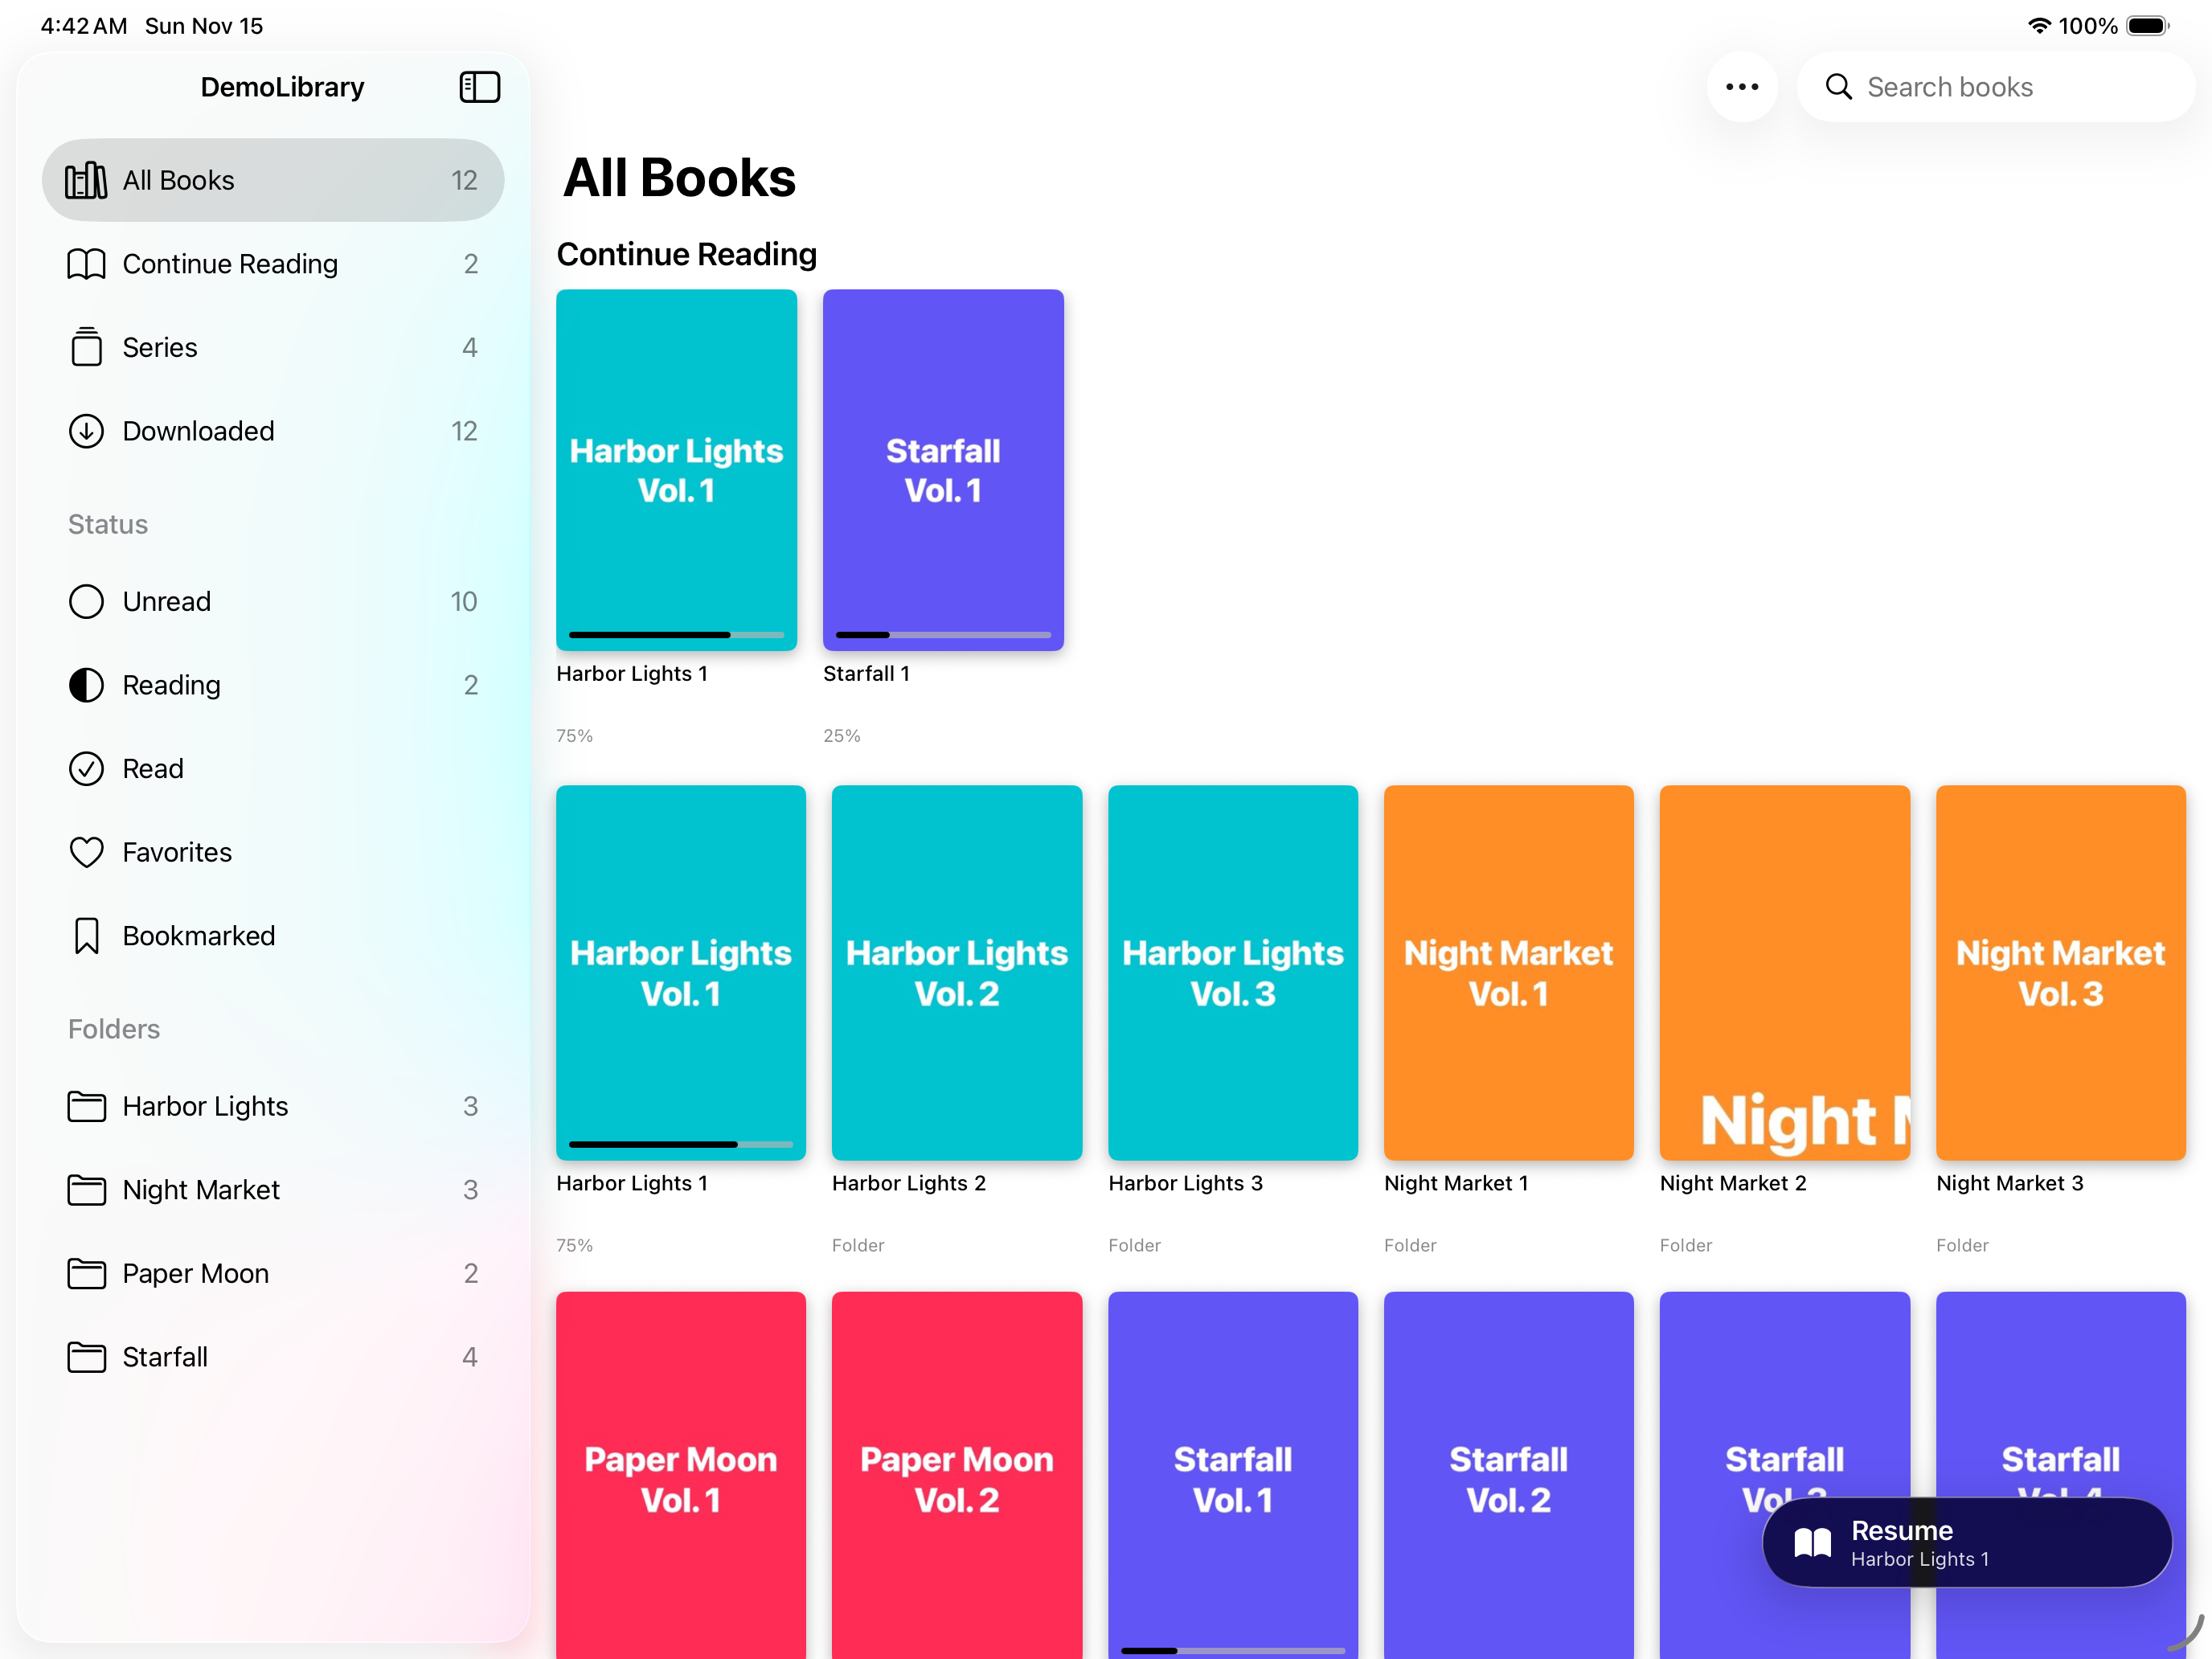 4:42 AM Sun Nov 15
100%
DemoLibrary
Search books
All Books 12
Continue Reading 2
Series 4
Downloaded 12
Status
Unread 10
Reading 2
Read
Favorites
Bookmarked
Folders
Harbor Lights 3
Night Market 3
Paper Moon 2
Starfall 4
All Books
Continue Reading
Harbor Lights
Vol. 1
Harbor Lights 1
75%
Starfall
Vol. 1
Starfall 1
25%
Harbor Lights
Vol. 1
Harbor Lights 1
75%
Harbor Lights
Vol. 2
Harbor Lights 2
Folder
Harbor Lights
Vol. 3
Harbor Lights 3
Folder
Night Market
Vol. 1
Night Market 1
Folder
Night
Night Market 2
Folder
Night Market
Vol. 3
Night Market 3
Folder
Paper Moon
Vol. 1
Paper Moon
Vol. 2
Starfall
Vol. 1
Starfall
Vol. 2
Starfall
Starfall
Resume
Harbor Lights 1